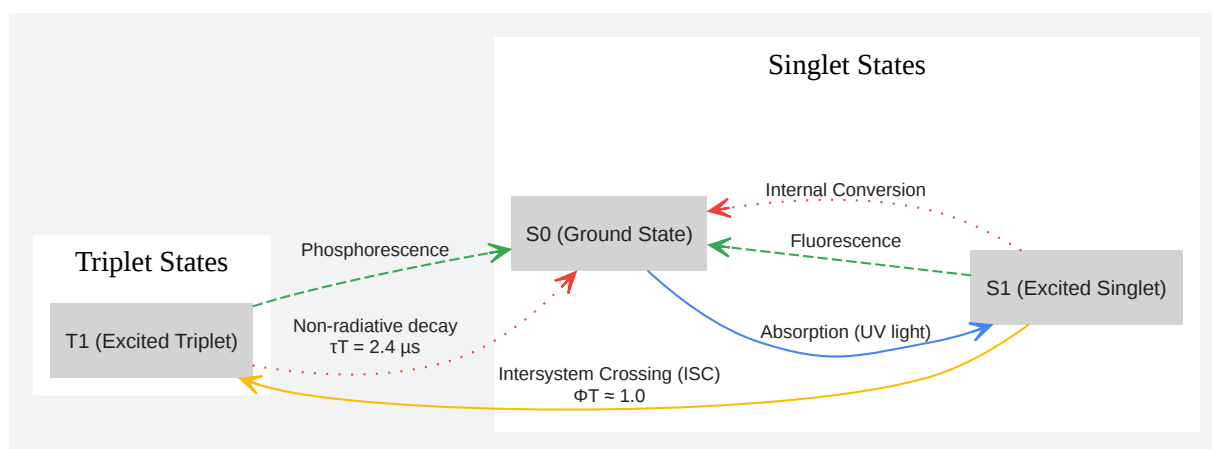 Singlet States
Internal Conversion
S0 (Ground State)
Fluorescence
Phosphorescence
Triplet States
S1 (Excited Singlet)
Non-radiative decay
τT = 2.4 µs
Absorption (UV light)
T1 (Excited Triplet)
Intersystem Crossing (ISC)
ΦT ≈ 1.0